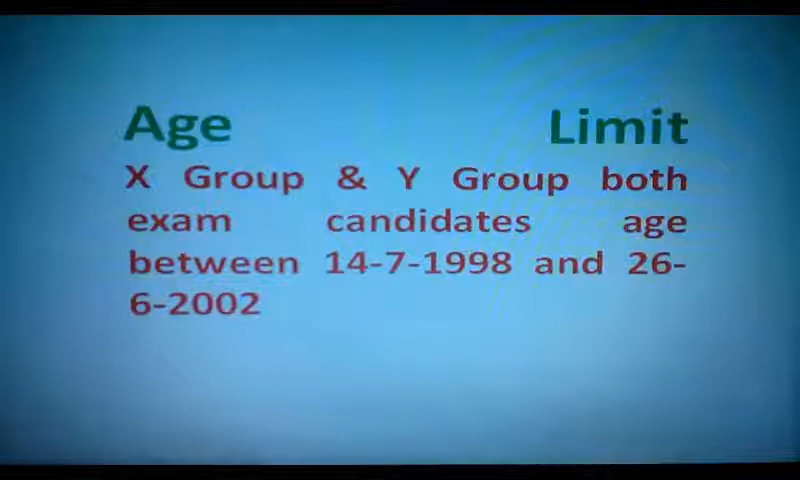 Age Limit
X Group & Y Group both
exam candidates age
between 14-7-1998 and 26-
6-2002